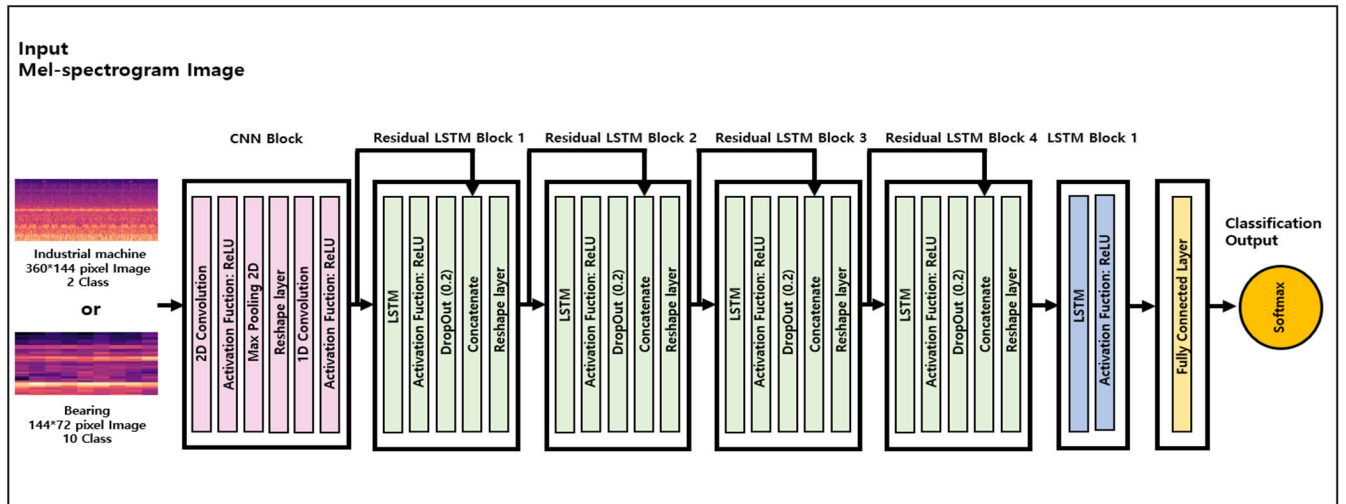 Input
Mel-spectrogram Image
CNN Block
Residual LSTM Block 1
Residual LSTM Block 2
Residual LSTM Block 3
Residual LSTM Block 4
LSTM Block 1
Industrial machine
360*144 pixel Image
2 Class
or
Bearing
144*72 pixel Image
10 Class
2D Convolution
Activation Fuction: ReLU
Max Pooling 2D
Reshape layer
1D Convolution
Activation Fuction: ReLU
LSTM
Activation Fuction: ReLU
DropOut (0.2)
Concatenate
Reshape layer
LSTM
Activation Fuction: ReLU
DropOut (0.2)
Concatenate
Reshape layer
LSTM
Activation Fuction: ReLU
DropOut (0.2)
Concatenate
Reshape layer
LSTM
Activation Fuction: ReLU
DropOut (0.2)
Concatenate
Reshape layer
LSTM
Activation Fuction: ReLU
Fully Connected Layer
Classification
Output
Softmax